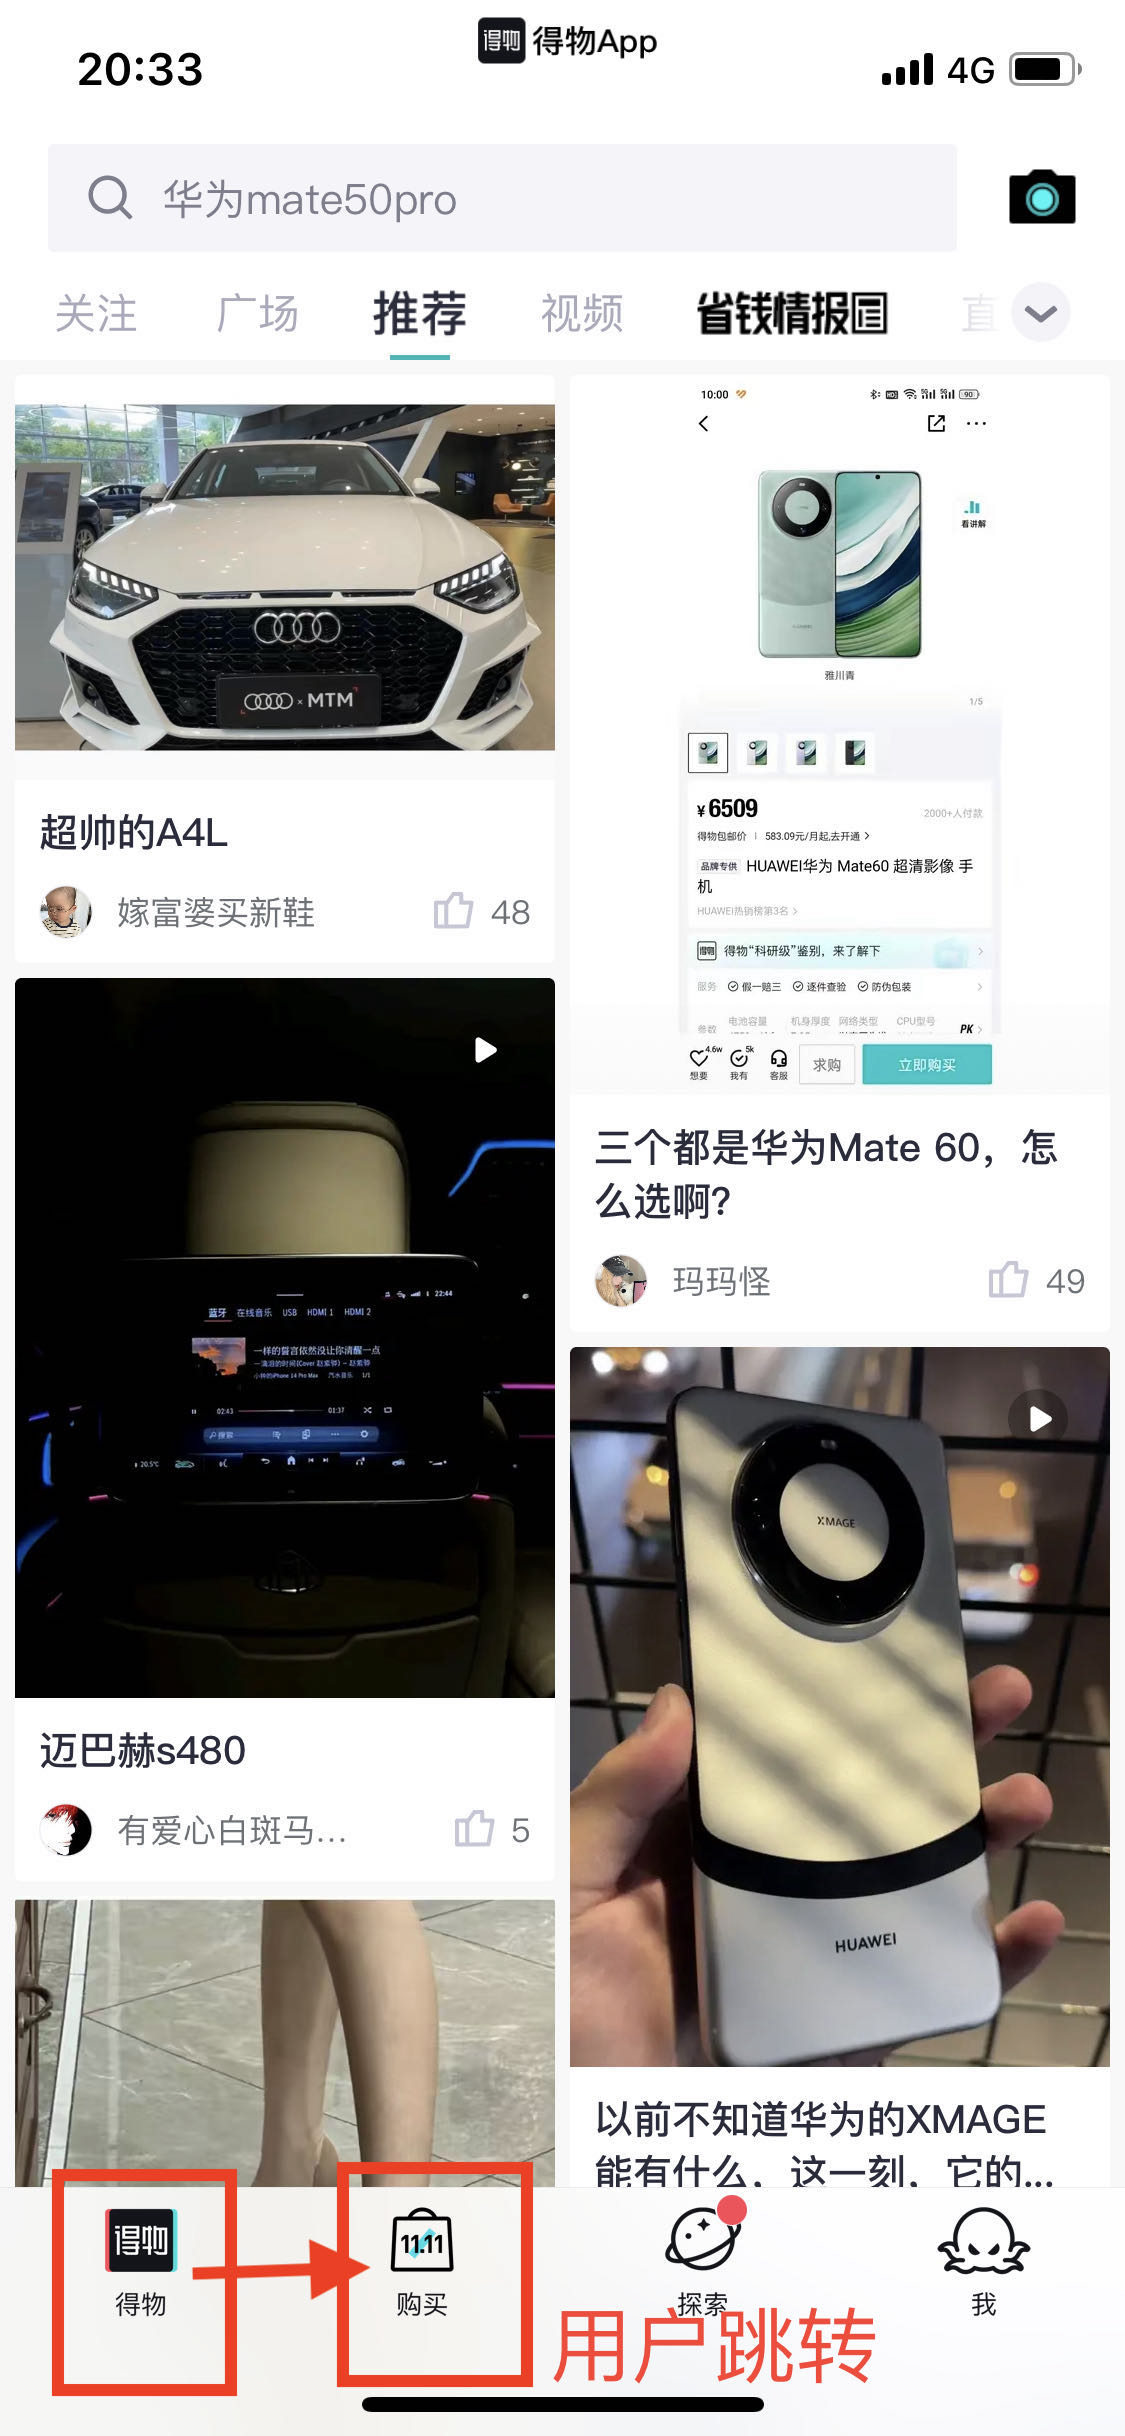 得物 得物App
20:33
4G
华为mate50pro
关注 广场 推荐 视频 省钱情报局 直
MTM
超帅的A4L
嫁富婆买新鞋 48
22:44
蓝牙 在线音乐 USB HDMI 1 HDMI 2
一样的誓言依然没让你清醒一点
02:43 01:37
搜索
20.5°C
迈巴赫s480
有爱心白斑马... 5
10:00
看讲解
雅川青
1/5
¥6509 2000+人付款
得物包邮价 583.09元/月起,去开通
品牌专供 HUAWEI华为 Mate60 超清影像 手
机
HUAWEI热销榜第3名
得物 得物“科研级”鉴别，来了解下
服务 假一赔三 逐件查验 防伪包装
参数 电池容量 机身厚度 网络类型 CPU型号
PK
4.6w 5k
想要 我有 客服 求购 立即购买
三个都是华为Mate 60，怎
么选啊?
玛玛怪 49
XMAGE
HUAWEI
以前不知道华为的XMAGE
能有什么，这一刻，它的...
得物 11.11
得物 购买 探索 我
用户跳转